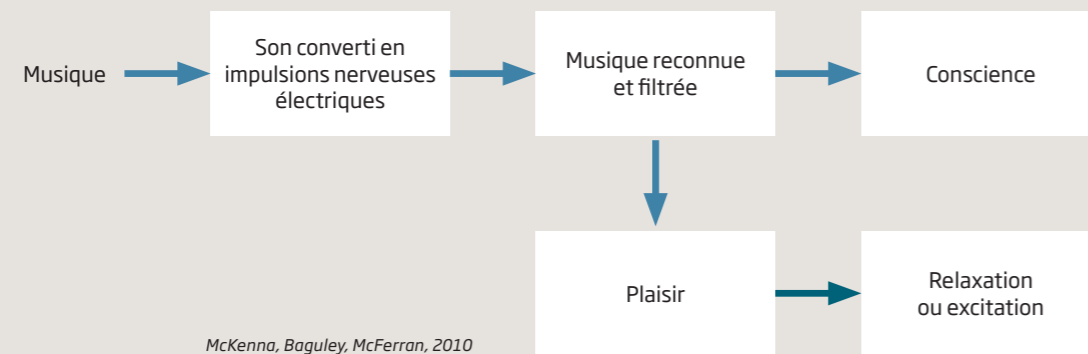 Musique
Son converti en
impulsions nerveuses
électriques
Musique reconnue
et filtrée
Conscience
Plaisir
Relaxation
ou excitation
McKenna, Baguley, McFerran, 2010